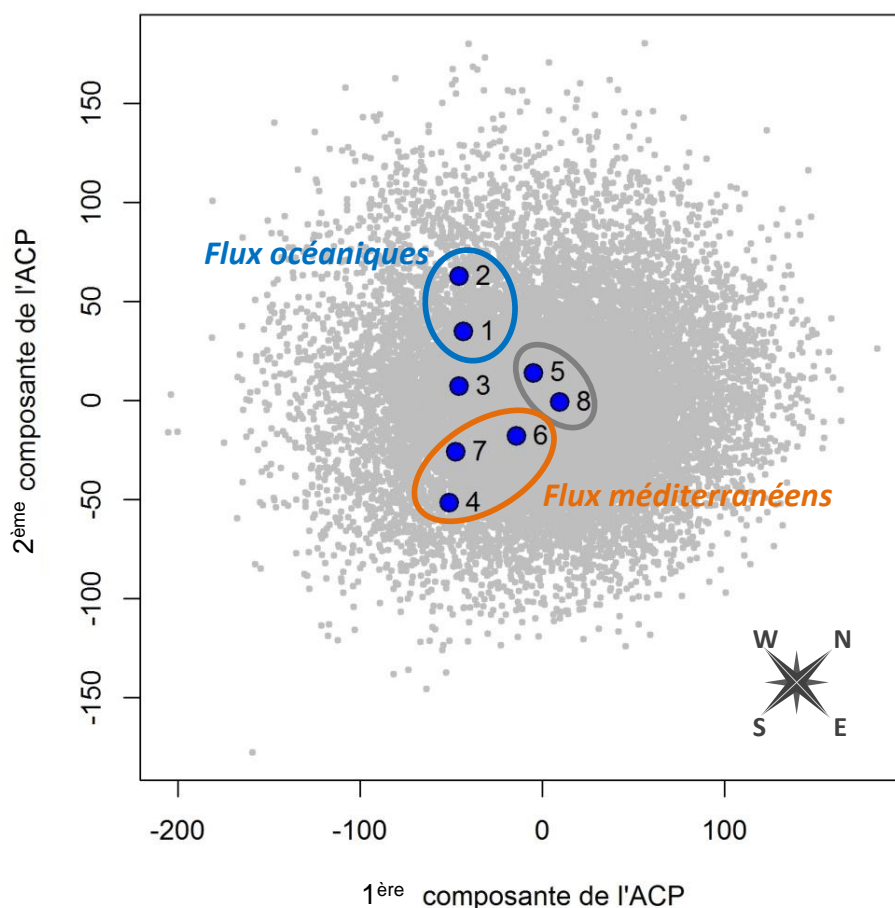 2ème composante de l'ACP
150
100
50
0
-50
-100
-150
Flux océaniques
2
1
3
5
8
6
7
4
Flux méditerranéens
W N
S E
-200 -100 0 100
1ère composante de l'ACP